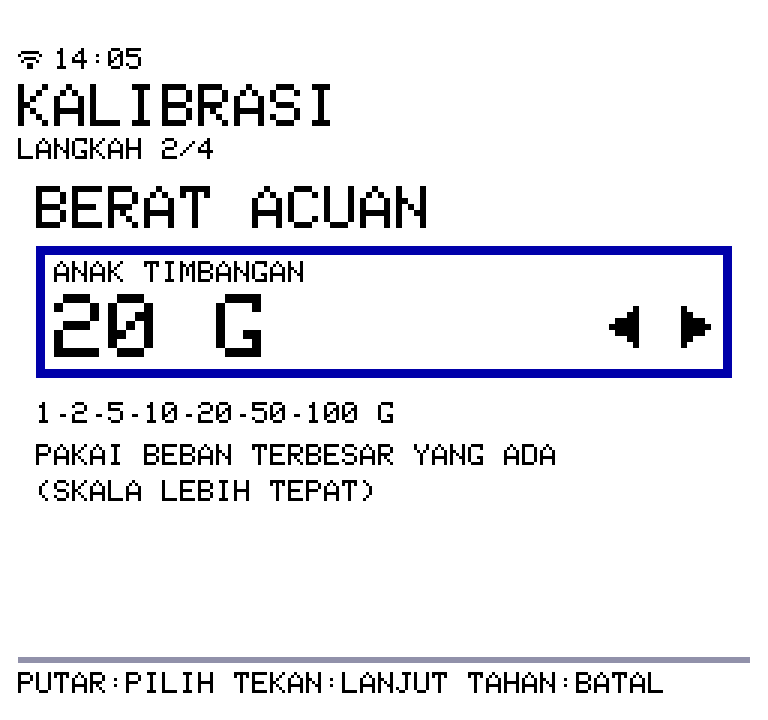 14:05
KALIBRASI
LANGKAH 2/4
BERAT ACUAN
ANAK TIMBANGAN
20 G
1-2-5-10-20-50-100 G
PAKAI BEBAN TERBESAR YANG ADA
(SKALA LEBIH TEPAT)
PUTAR:PILIH TEKAN:LANJUT TAHAN:BATAL